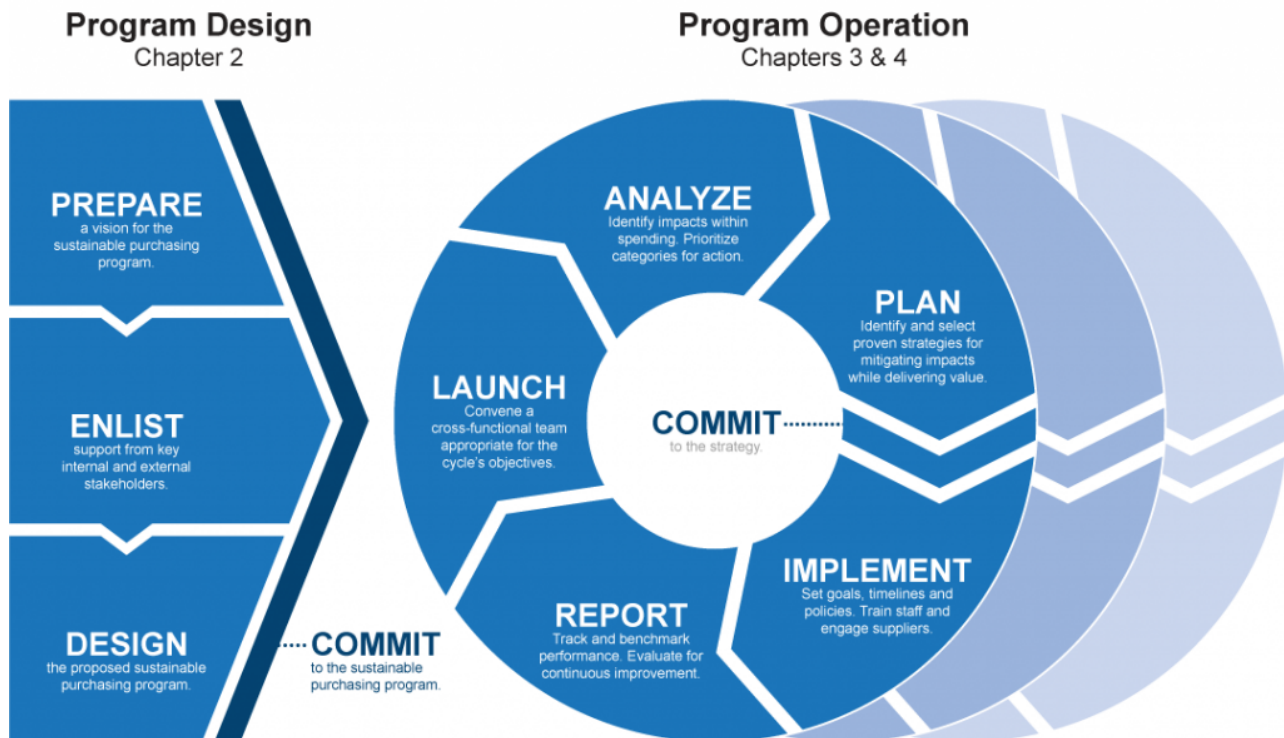 Program Design
Chapter 2
PREPARE
a vision for the
sustainable purchasing
program.
ENLIST
support from key
internal and external
stakeholders.
DESIGN
the proposed sustainable
purchasing program.
COMMIT
to the sustainable
purchasing program.
Program Operation
Chapters 3 & 4
LAUNCH
Convene a
cross-functional team
appropriate for the
cycle's objectives.
ANALYZE
Identify impacts within
spending. Prioritize
categories for action.
PLAN
Identify and select
proven strategies for
mitigating impacts
while delivering value.
COMMIT
to the strategy.
IMPLEMENT
Set goals, timelines and
policies. Train staff and
engage suppliers.
REPORT
Track and benchmark
performance. Evaluate for
continuous improvement.